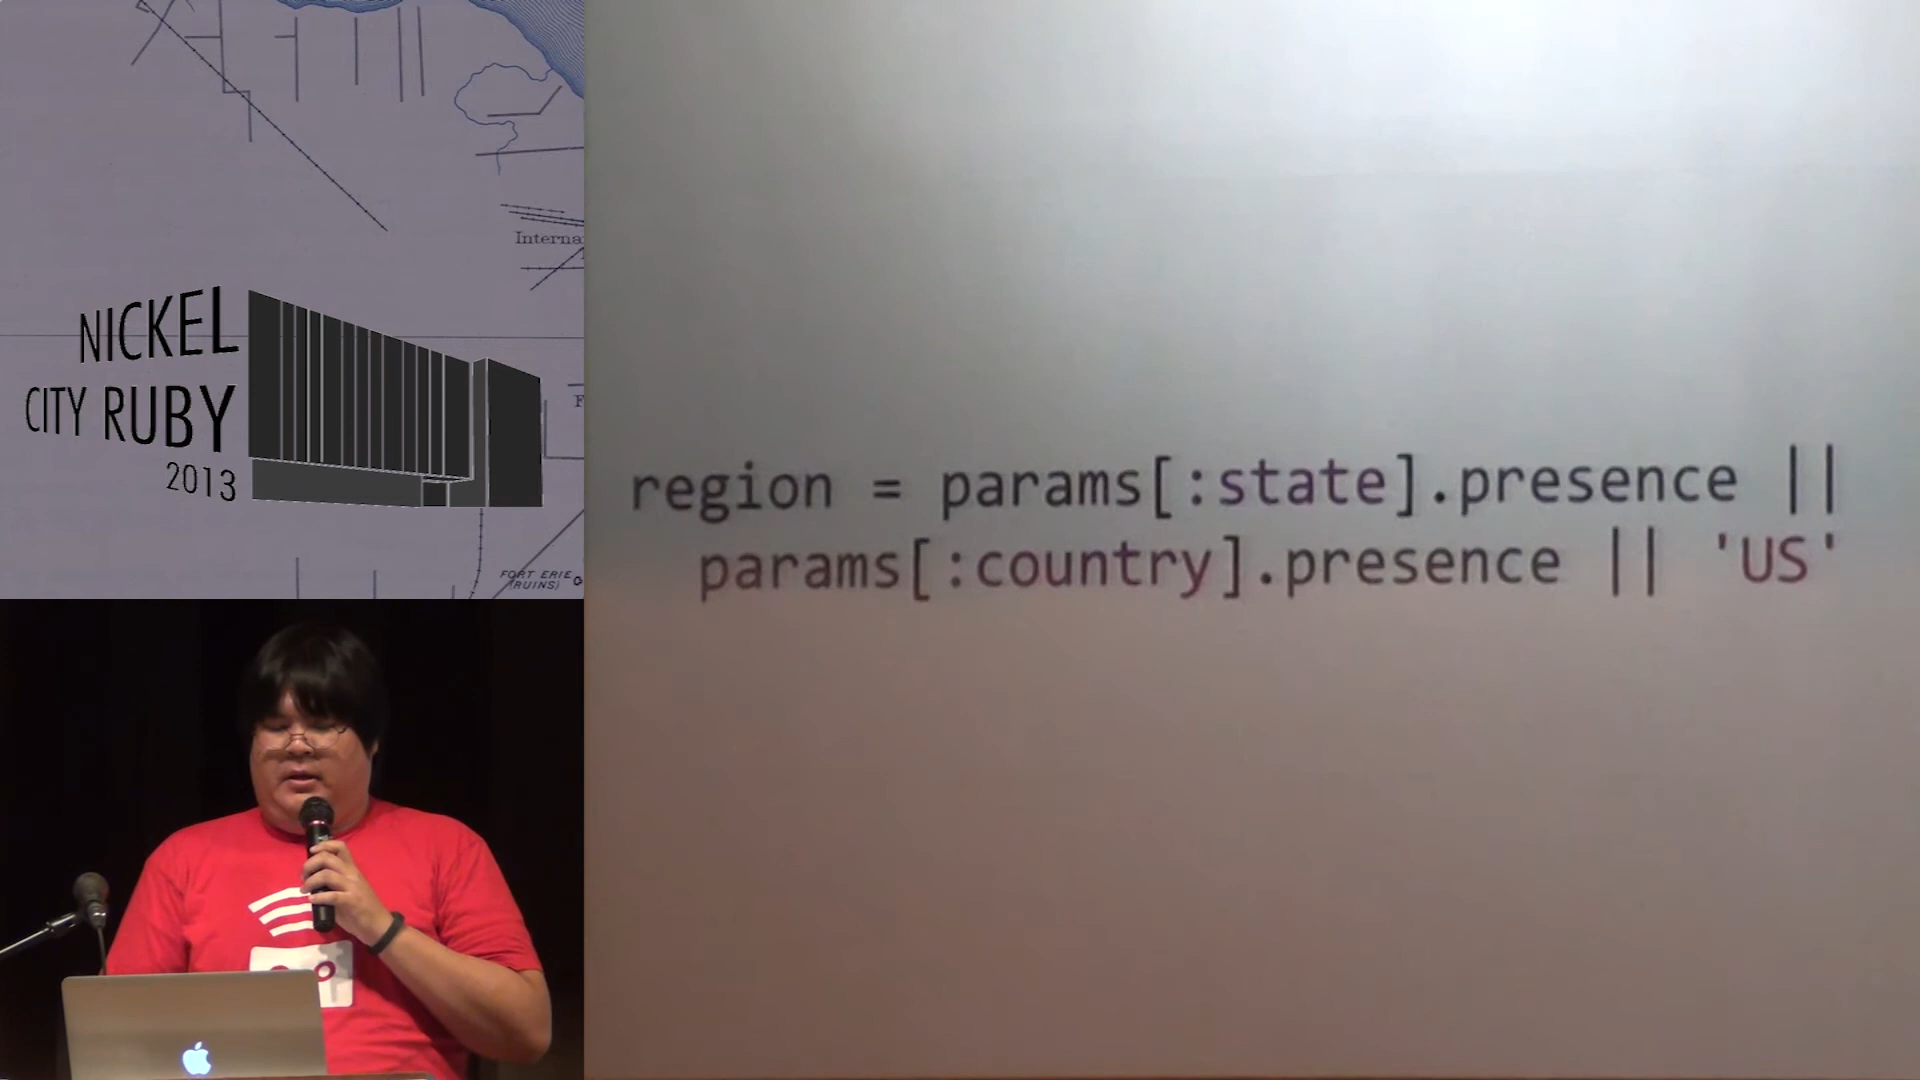 Interna
F
NICKEL
CITY RUBY
2013
FORT ERIE
(RUINS)
region = params[:state].presence ||
params[:country].presence || 'US'